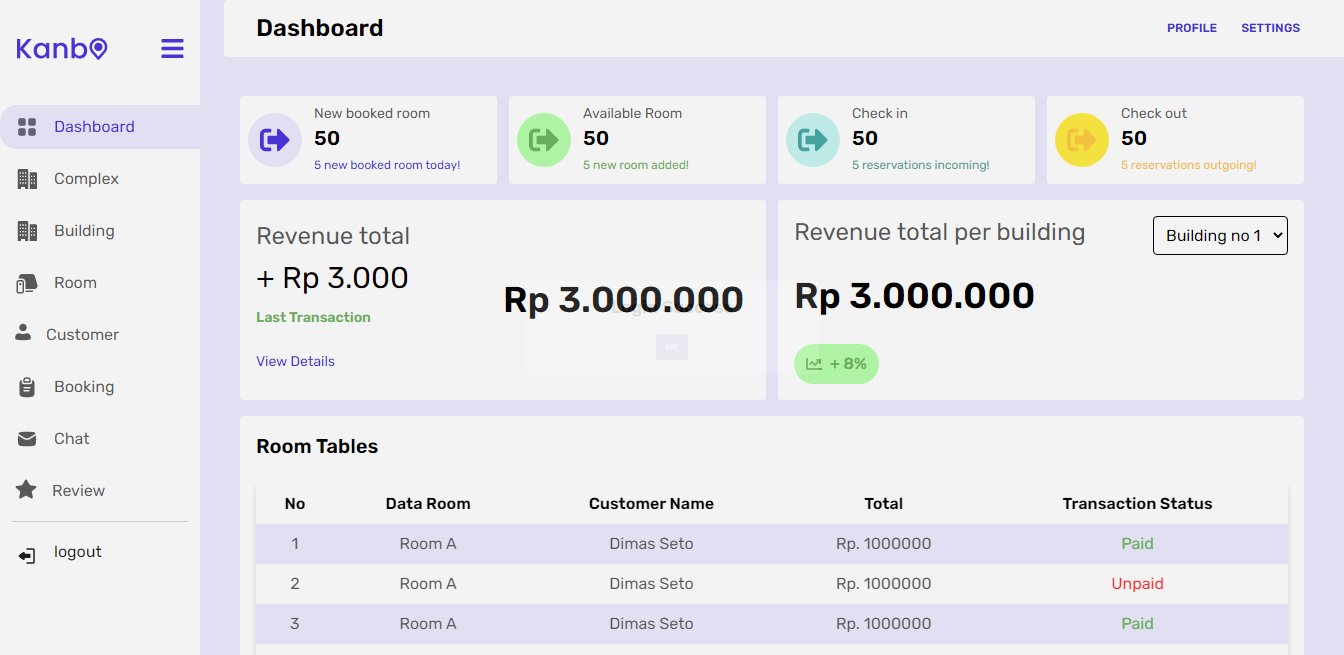 Kanbo
Dashboard
Complex
Building
Room
Customer
Booking
Chat
Review
logout
Dashboard
PROFILE
SETTINGS
New booked room
50
5 new booked room today!
Available Room
50
5 new room added!
Check in
50
5 reservations incoming!
Check out
50
5 reservations outgoing!
Revenue total
+ Rp 3.000
Last Transaction
View Details
Rp 3.000.000
Revenue total per building
Building no 1
Rp 3.000.000
+ 8%
Room Tables
No Data Room Customer Name Total Transaction Status
1 Room A Dimas Seto Rp. 1000000 Paid
2 Room A Dimas Seto Rp. 1000000 Unpaid
3 Room A Dimas Seto Rp. 1000000 Paid